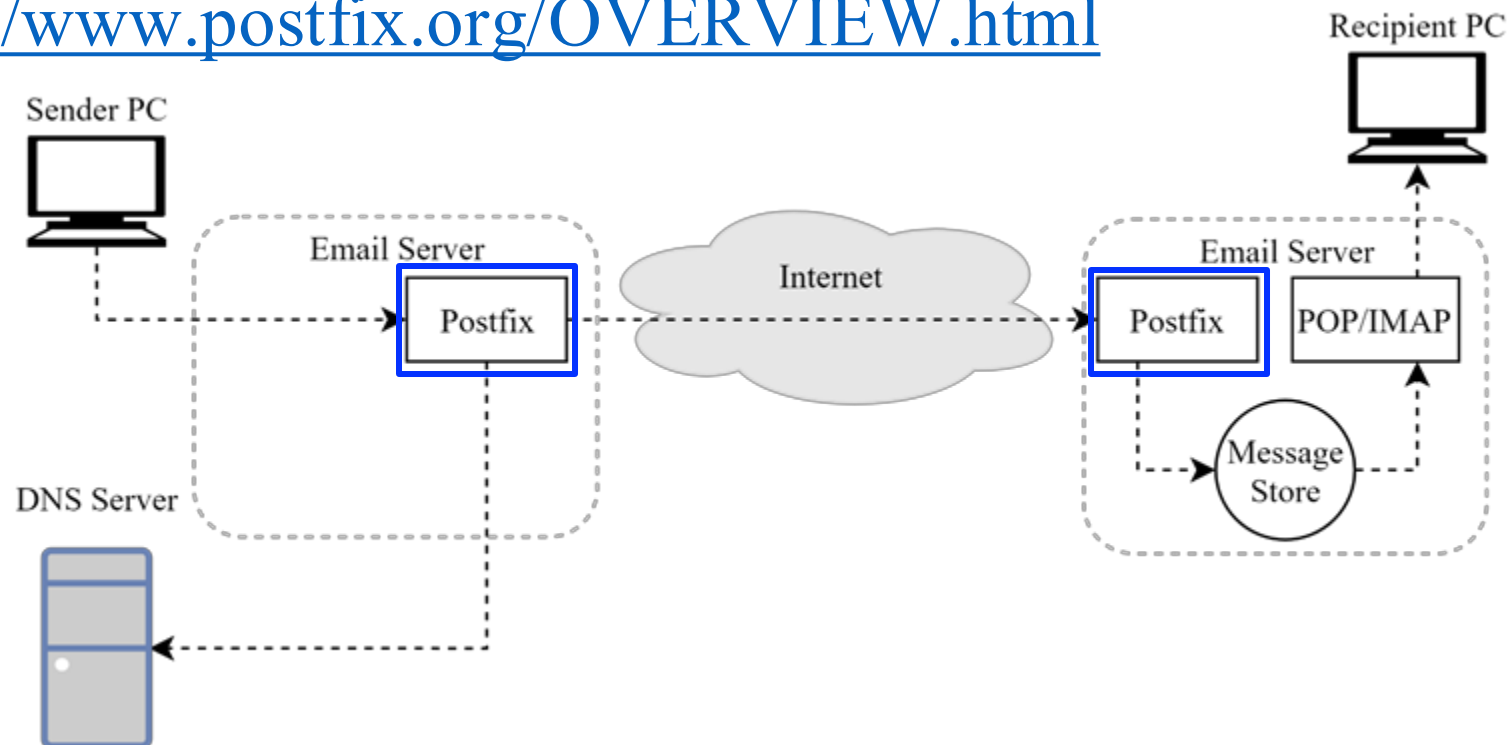 /www.postfix.org/OVERVIEW.html
Recipient PC
Sender PC
Email Server
Postfix
Internet
Email Server
Postfix
POP/IMAP
Message
Store
DNS Server